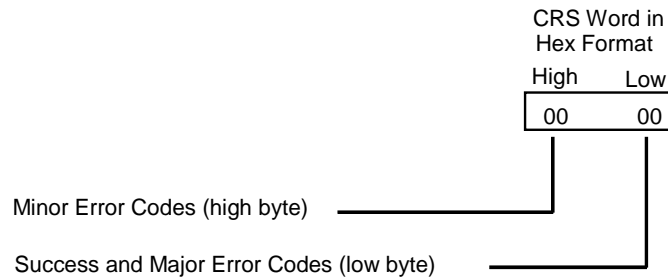 CRS Word in
Hex Format
High Low
00 00
Minor Error Codes (high byte)
Success and Major Error Codes (low byte)